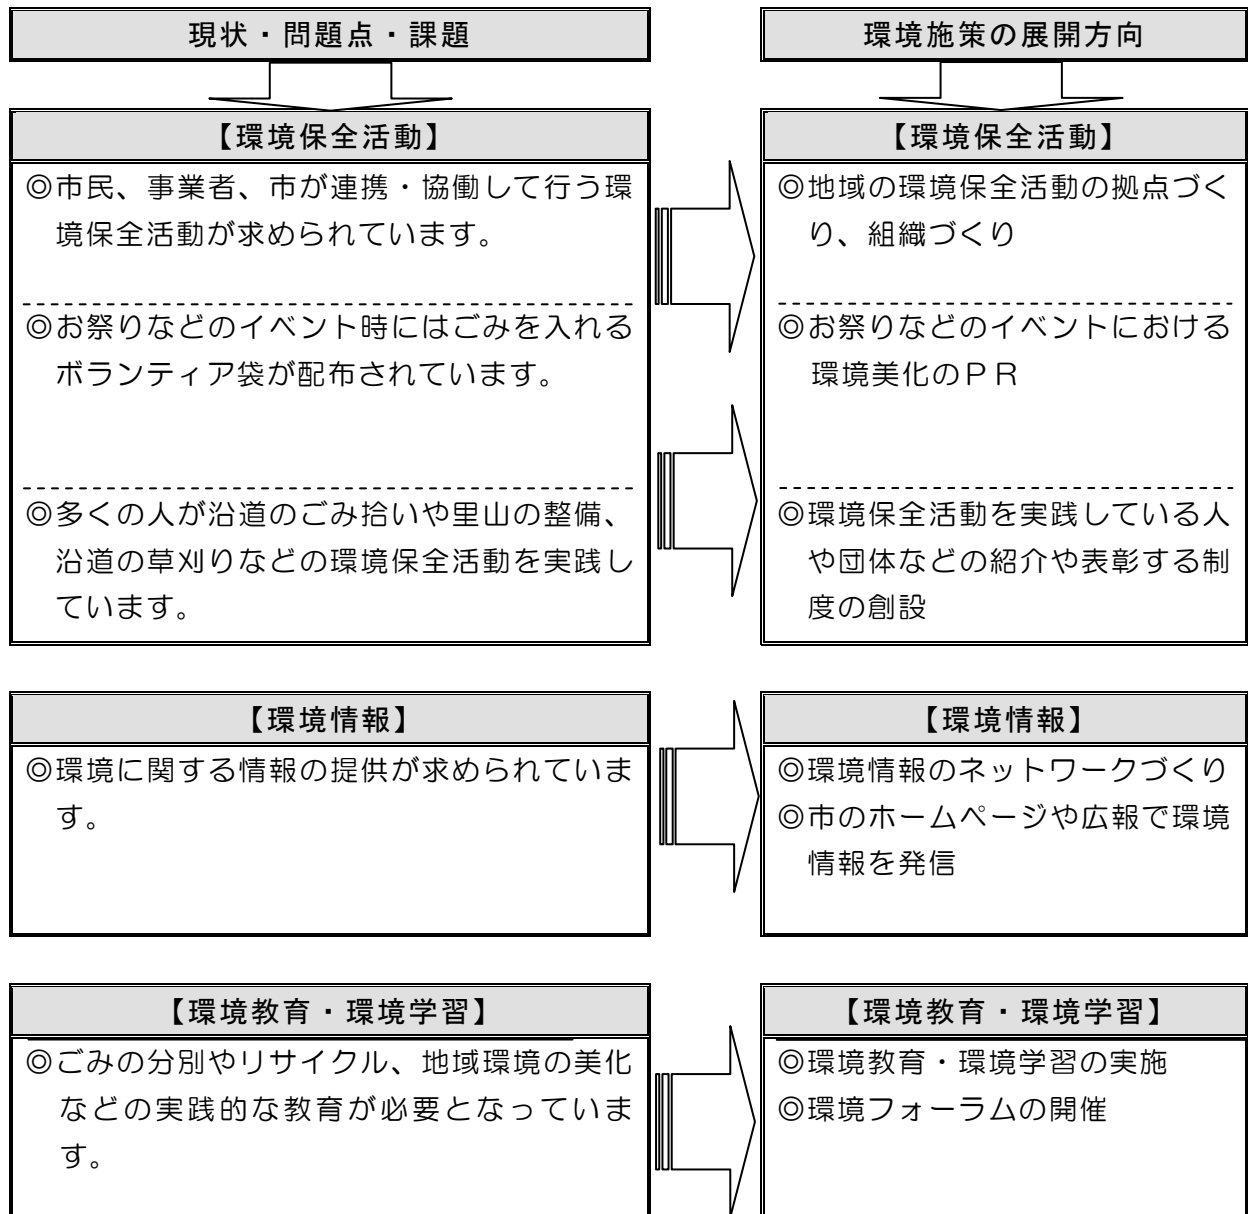 現状・問題点・課題
環境施策の展開方向
【環境保全活動】
◎市民、事業者、市が連携・協働して行う環
境保全活動が求められています。
◎お祭りなどのイベント時にはごみを入れる
ボランティア袋が配布されています。
◎多くの人が沿道のごみ拾いや里山の整備、
沿道の草刈りなどの環境保全活動を実践し
ています。
【環境保全活動】
◎地域の環境保全活動の拠点づく
り、組織づくり
◎お祭りなどのイベントにおける
環境美化のPR
◎環境保全活動を実践している人
や団体などの紹介や表彰する制
度の創設
【環境情報】
◎環境に関する情報の提供が求められていま
す。
【環境情報】
◎環境情報のネットワークづくり
◎市のホームページや広報で環境
情報を発信
【環境教育・環境学習】
◎ごみの分別やリサイクル、地域環境の美化
などの実践的な教育が必要となっていま
す。
【環境教育・環境学習】
◎環境教育・環境学習の実施
◎環境フォーラムの開催